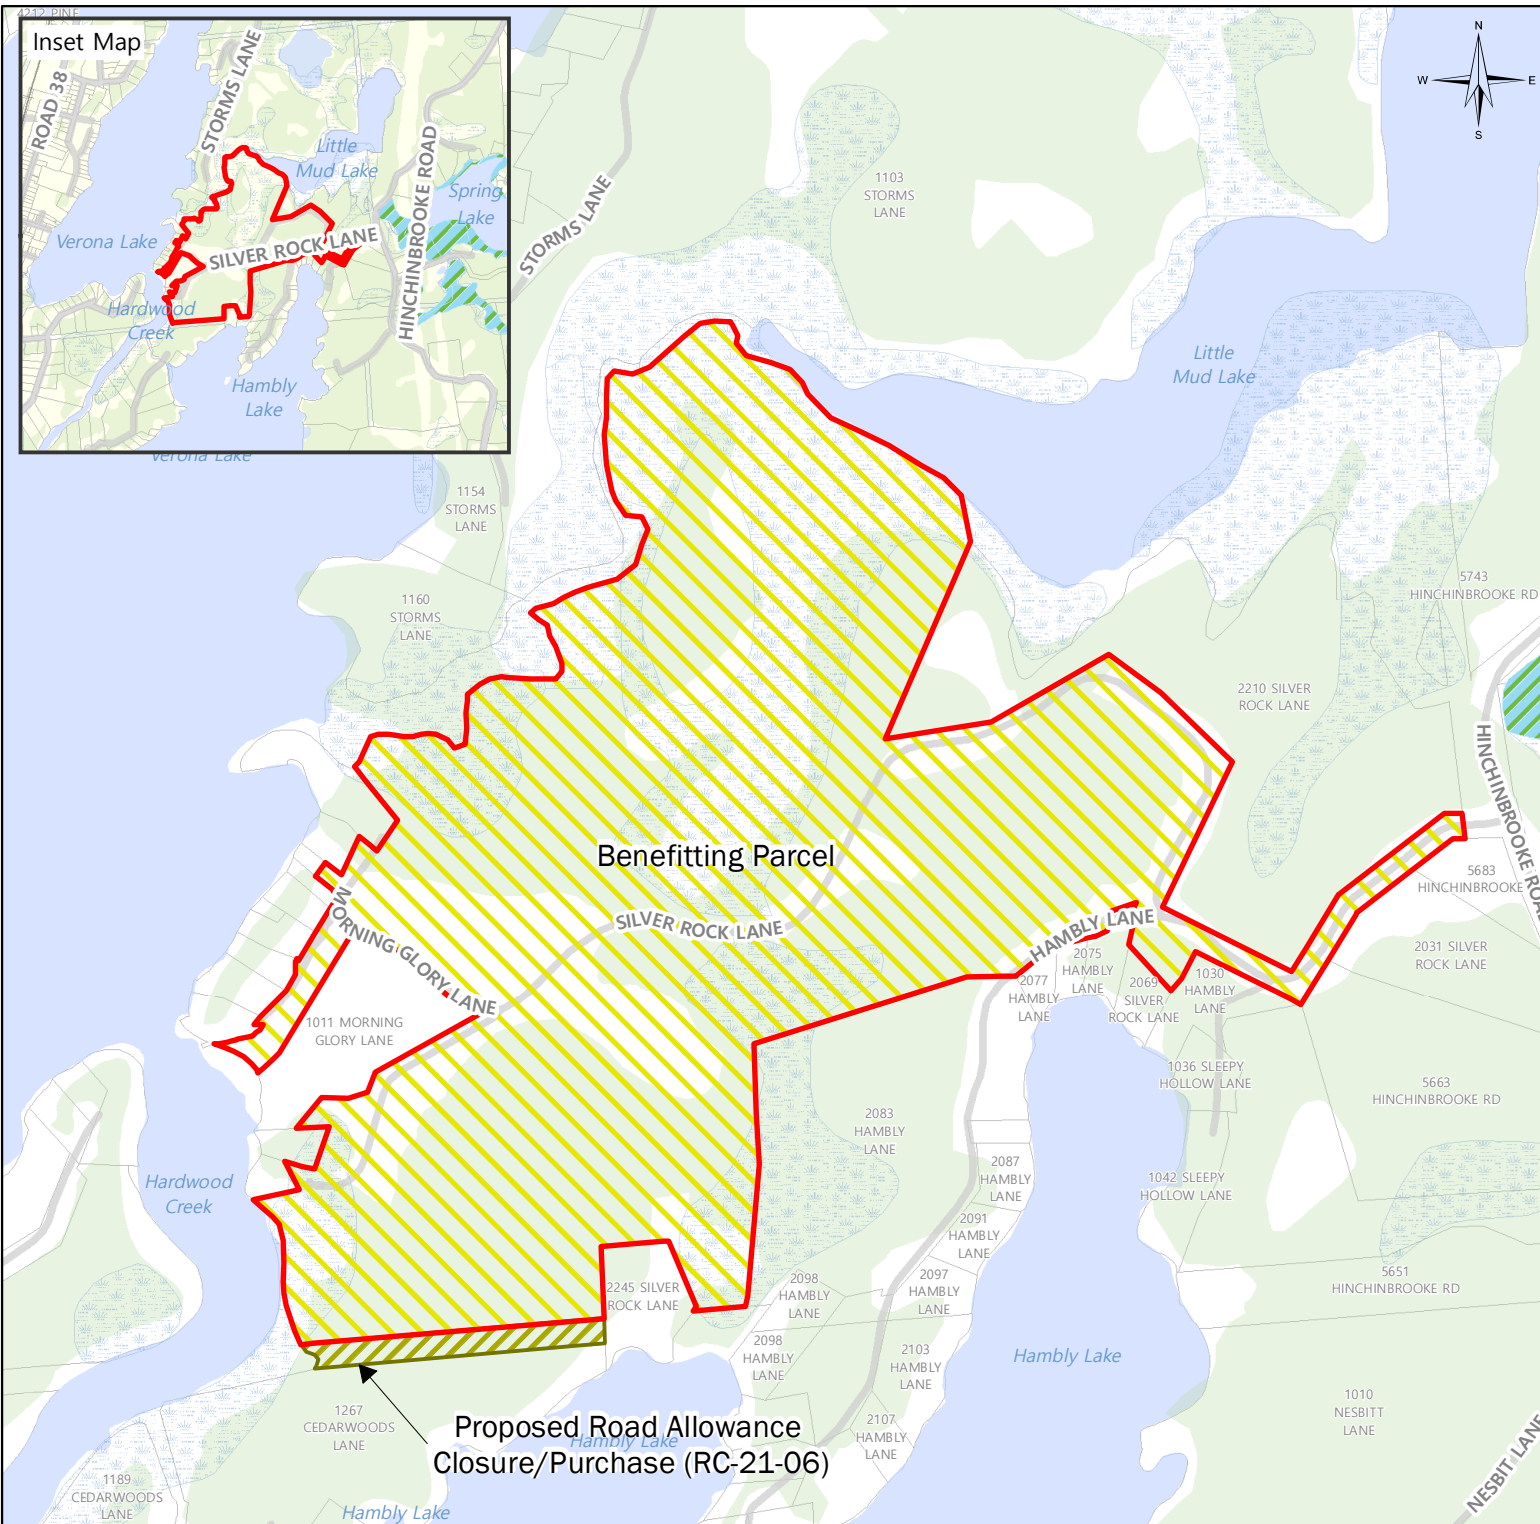 4212 PINE
Inset Map
ROAD 38
STORMS LANE
Little
Mud Lake
HINCHINBROOKE ROAD
Spring
Lake
Verona Lake
SILVER ROCK LANE
Hardwood
Creek
Hambly
Lake
Verona Lake
N
W
E
S
STORMS LANE
1103
STORMS
LANE
Little
Mud Lake
1154
STORMS
LANE
1160
STORMS
LANE
5743
HINCHINBROOKE RD
2210 SILVER
ROCK LANE
HINCHINBROOKE ROAD
Benefitting Parcel
5683
HINCHINBROOKE
MORNING GLORY LANE
SILVER ROCK LANE
HAMBLY LANE
2031 SILVER
ROCK LANE
2075
HAMBLY
LANE
2077
HAMBLY
LANE
2069
SILVER
ROCK LANE
1030
HAMBLY
LANE
1011 MORNING
GLORY LANE
1036 SLEEPY
HOLLOW LANE
5663
HINCHINBROOKE RD
2083
HAMBLY
LANE
2087
HAMBLY
LANE
1042 SLEEPY
HOLLOW LANE
Hardwood
Creek
2091
HAMBLY
LANE
2245 SILVER
ROCK LANE
2098
HAMBLY
LANE
2097
HAMBLY
LANE
5651
HINCHINBROOKE RD
2098
HAMBLY
LANE
2103
HAMBLY
LANE
Hambly Lake
1267
CEDARWOODS
LANE
1010
NESBITT
LANE
2107
HAMBLY
LANE
Proposed Road Allowance
Closure/Purchase (RC-21-06)
Hambly Lake
1189
CEDARWOODS
LANE
Hambly Lake
NESBIT LANE